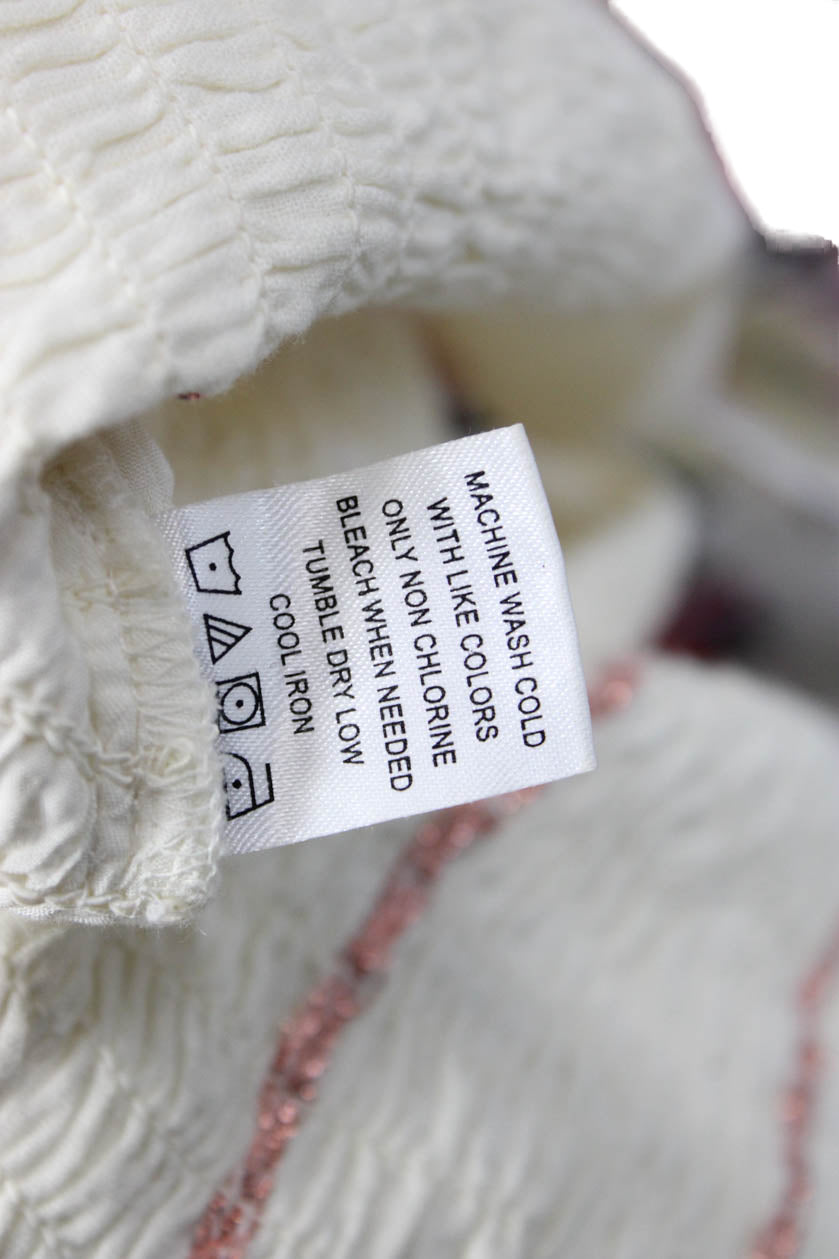 MACHINE WASH COLD
WITH LIKE COLORS
ONLY NON CHLORINE
BLEACH WHEN NEEDED
TUMBLE DRY LOW
COOL IRON